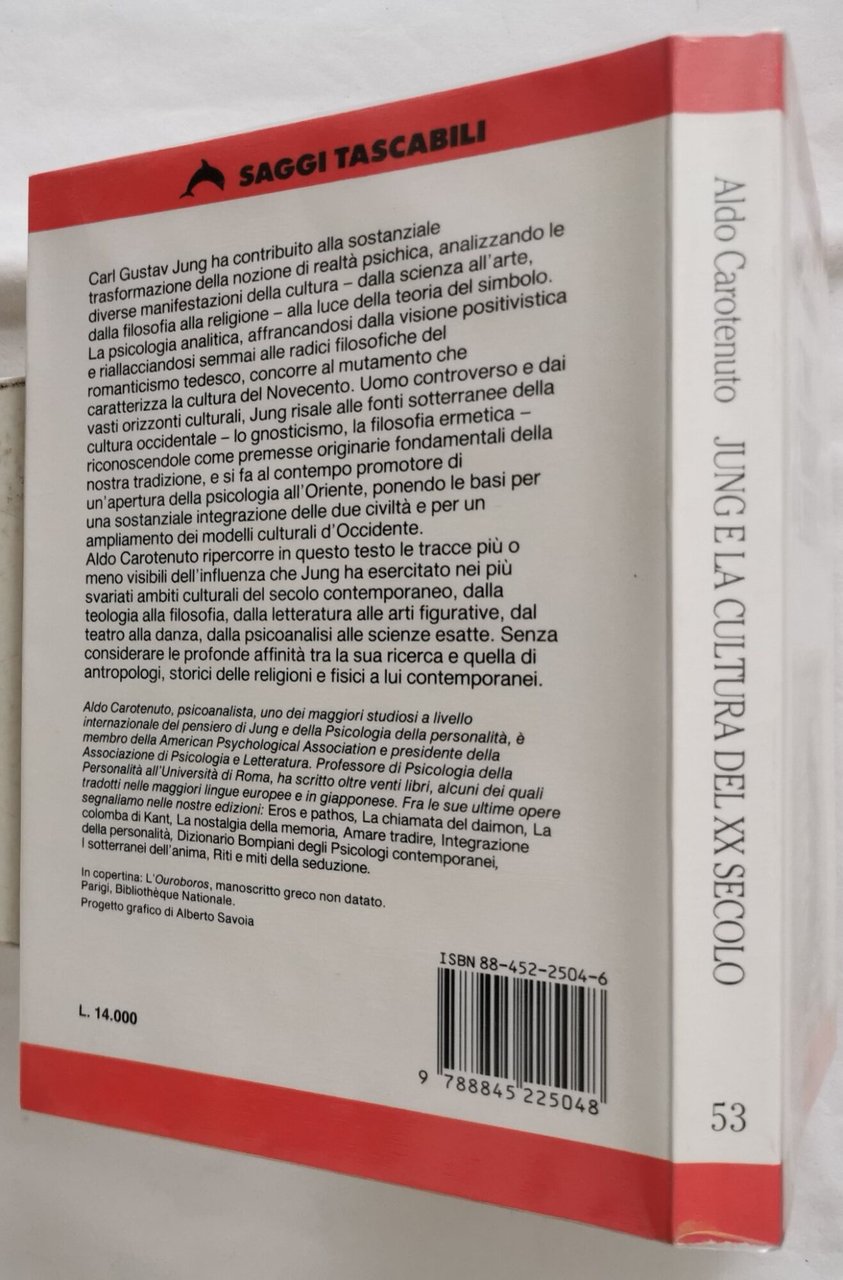 SAGGI TASCABILI
Carl Gustav Jung ha contribuito alla sostanziale
trasformazione della nozione di realtà psichica, analizzando le
diverse manifestazioni della cultura – dalla scienza all'arte,
dalla filosofia alla religione – alla luce della teoria del simbolo.
La psicologia analitica, affrancandosi dalla visione positivistica
e riallacciandosi semmai alle radici filosofiche del
romanticismo tedesco, concorre al mutamento che
caratterizza la cultura del Novecento. Uomo controverso e dai
vasti orizzonti culturali, Jung risale alle fonti sotterranee della
cultura occidentale – lo gnosticismo, la filosofia ermetica –
riconoscendole come premesse originarie fondamentali della
nostra tradizione, e si fa al contempo promotore di
un'apertura della psicologia all'Oriente, ponendo le basi per
una sostanziale integrazione delle due civiltà e per un
ampliamento dei modelli culturali d'Occidente.
Aldo Carotenuto ripercorre in questo testo le tracce più o
meno visibili dell'influenza che Jung ha esercitato nei più
svariati ambiti culturali del secolo contemporaneo, dalla
teologia alla filosofia, dalla letteratura alle arti figurative, dal
teatro alla danza, dalla psicoanalisi alle scienze esatte. Senza
considerare le profonde affinità tra la sua ricerca e quella di
antropologi, storici delle religioni e fisici a lui contemporanei.
Aldo Carotenuto, psicoanalista, uno dei maggiori studiosi a livello
internazionale del pensiero di Jung e della Psicologia della personalità, è
membro della American Psychological Association e presidente della
Associazione di Psicologia e Letteratura. Professore di Psicologia della
Personalità all'Università di Roma, ha scritto oltre venti libri, alcuni dei quali
tradotti nelle maggiori lingue europee e in giapponese. Fra le sue ultime opere
segnaliamo nelle nostre edizioni: Eros e pathos, La chiamata del daimon, La
colomba di Kant, La nostalgia della memoria, Amare tradire, Integrazione
della personalità, Dizionario Bompiani degli Psicologi contemporanei,
I sotterranei dell'anima, Riti e miti della seduzione.
In copertina: L'Ouroboros, manoscritto greco non datato.
Parigi, Bibliothèque Nationale.
Progetto grafico di Alberto Savoia
L. 14.000
ISBN 88-452-2504-6
9 788845 225048
Aldo Carotenuto JUNG E LA CULTURA DEL XX SECOLO
53